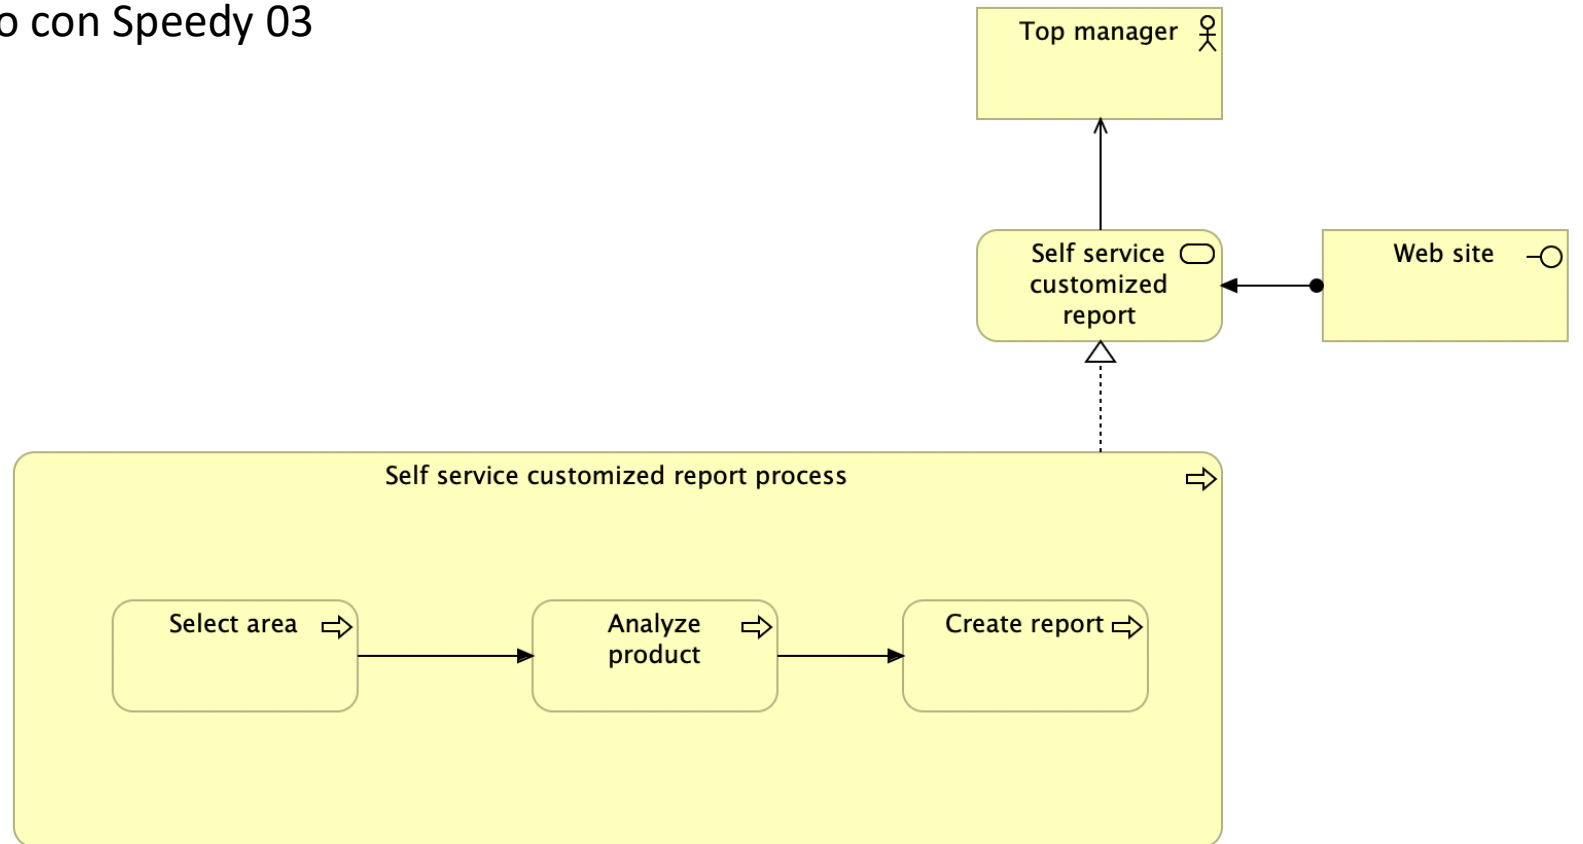 o con Speedy 03
Top manager
Self service
customized
report
Web site
Self service customized report process
Select area
Analyze
product
Create report